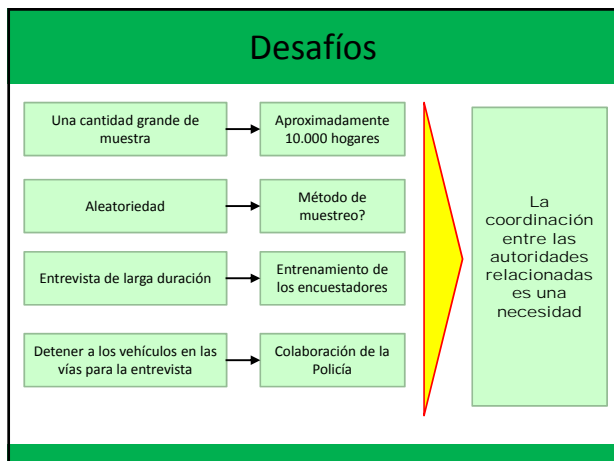 Desafíos
Una cantidad grande de
muestra
Aproximadamente
10.000 hogares
Aleatoriedad
Método de
muestreo?
Entrevista de larga duración
Entrenamiento de
los encuestadores
Detener a los vehículos en las
vías para la entrevista
Colaboración de la
Policía
La
coordinación
entre las
autoridades
relacionadas
es una
necesidad